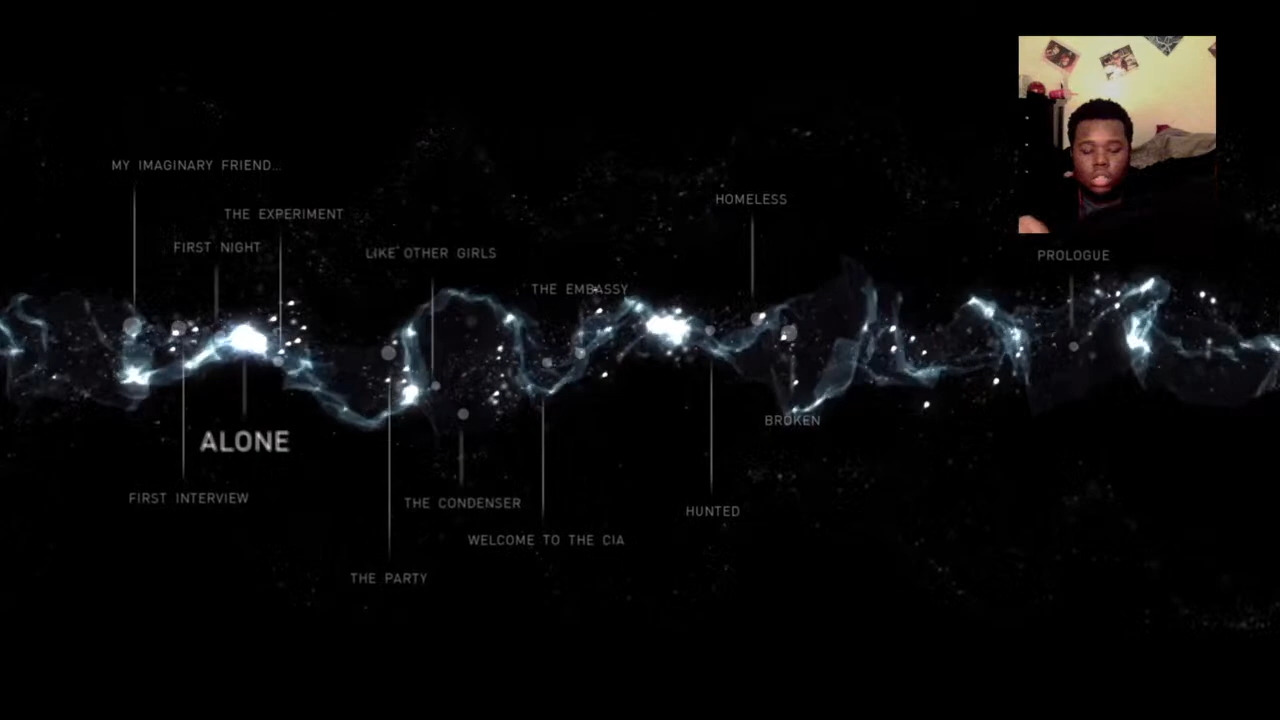 MY IMAGINARY FRIEND...
HOMELESS
THE EXPERIMENT
FIRST NIGHT
LIKE OTHER GIRLS
PROLOGUE
THE EMBASSY
BROKEN
ALONE
FIRST INTERVIEW
THE CONDENSER
HUNTED
WELCOME TO THE CIA
THE PARTY